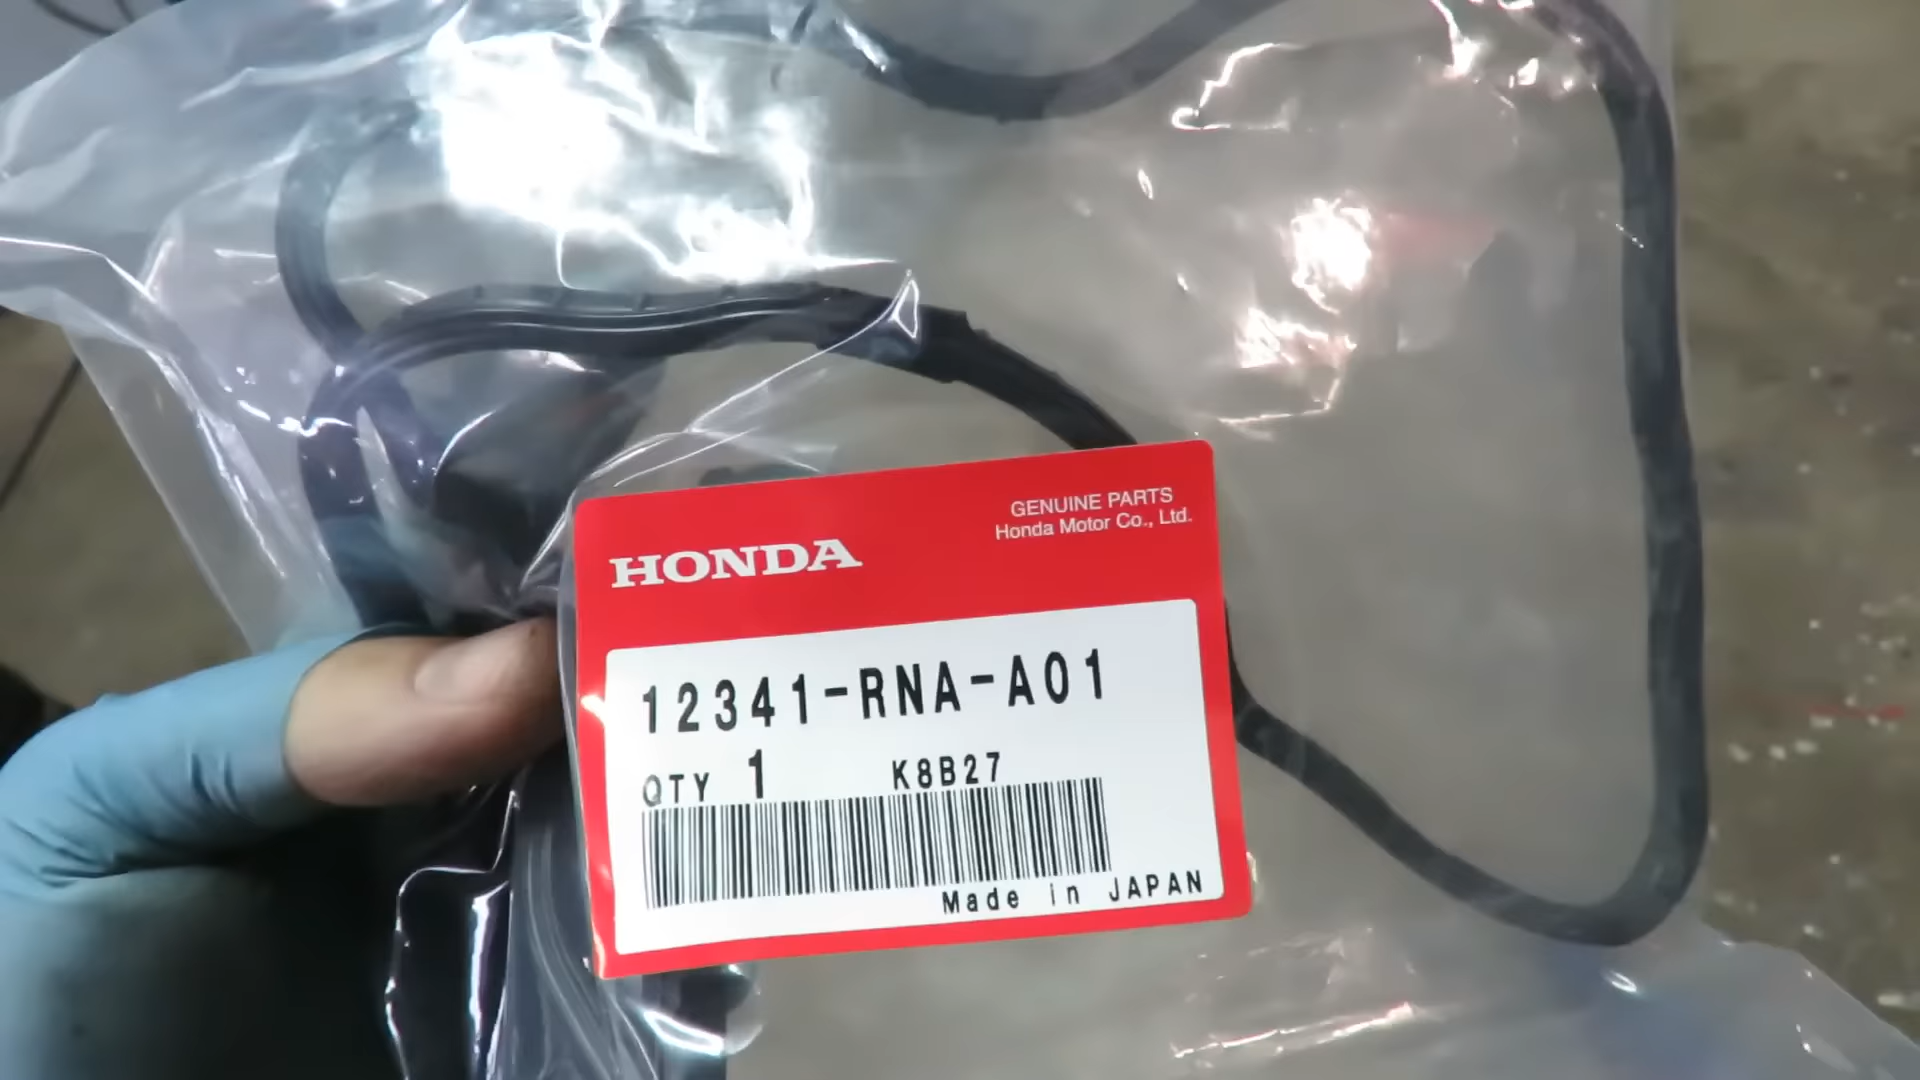 GENUINE PARTS
Honda Motor Co., Ltd.
HONDA
12341-RNA-A01
QTY 1 K8B27
Made in JAPAN